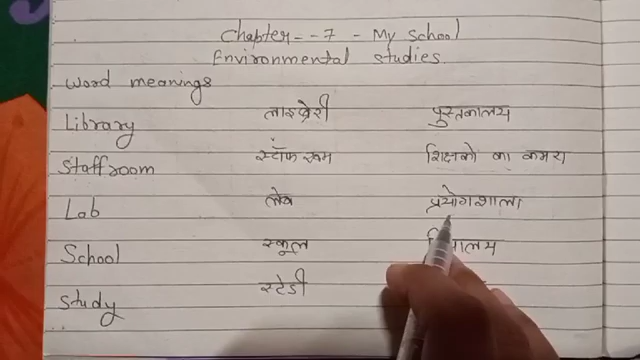 Chapter - 7 - My School
Environmental studies
Word meanings
Library लाइब्रेरी पुस्तकालय
Staffroom स्टॉफ रूम शिक्षकों का कमरा
Lab लेब प्रयोगशाला
School स्कूल
Study स्टेडी